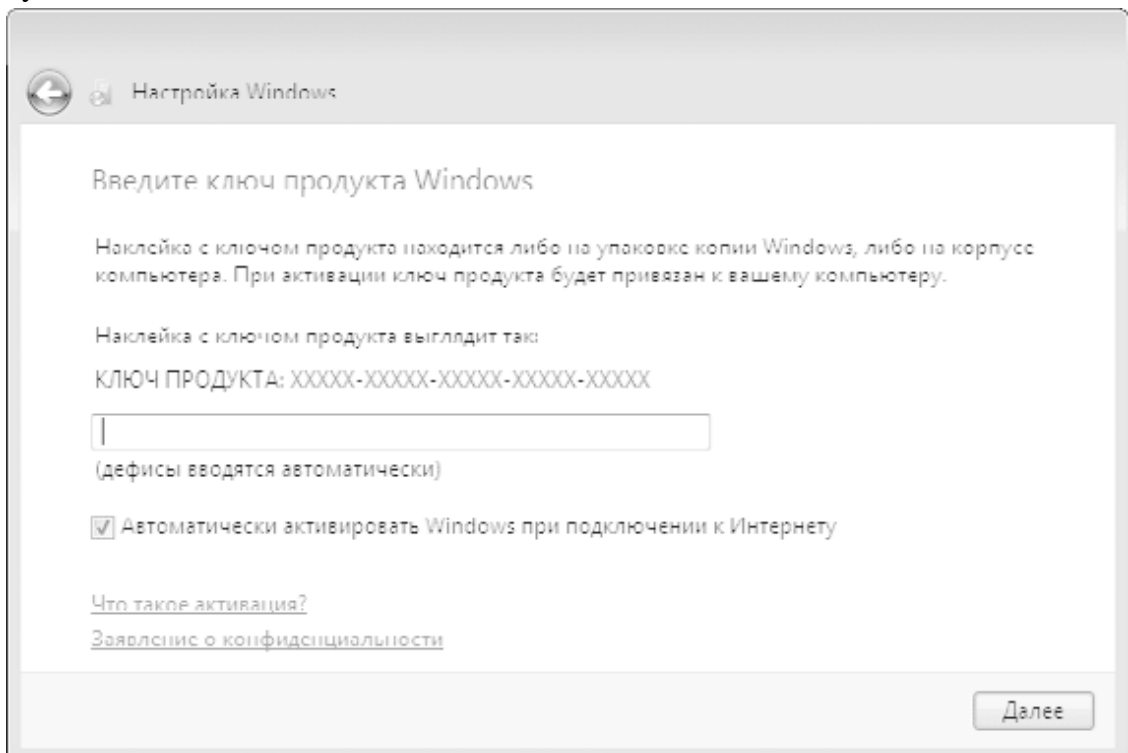 Настройка Windows
Введите ключ продукта Windows
Наклейка с ключом продукта находится либо на упаковке копии Windows, либо на корпусе
компьютера. При активации ключ продукта будет привязан к вашему компьютеру.
Наклейка с ключом продукта выглядит так:
КЛЮЧ ПРОДУКТА: XXXXX-XXXXX-XXXXX-XXXXX-XXXXX
(дефисы вводятся автоматически)
Автоматически активировать Windows при подключении к Интернету
Что такое активация?
Заявление о конфиденциальности
Далее